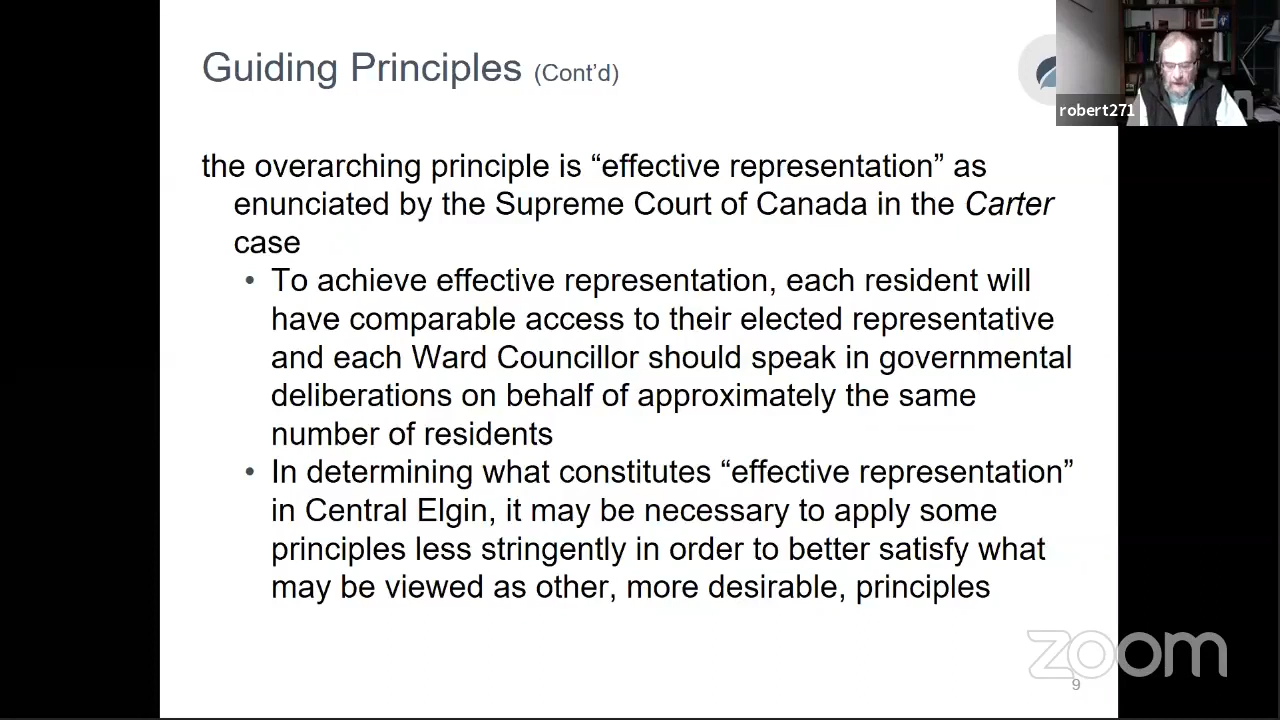 Guiding Principles (Cont’d)
robert271
the overarching principle is “effective representation” as
enunciated by the Supreme Court of Canada in the Carter
case
• To achieve effective representation, each resident will
have comparable access to their elected representative
and each Ward Councillor should speak in governmental
deliberations on behalf of approximately the same
number of residents
• In determining what constitutes “effective representation”
in Central Elgin, it may be necessary to apply some
principles less stringently in order to better satisfy what
may be viewed as other, more desirable, principles
zoom
9